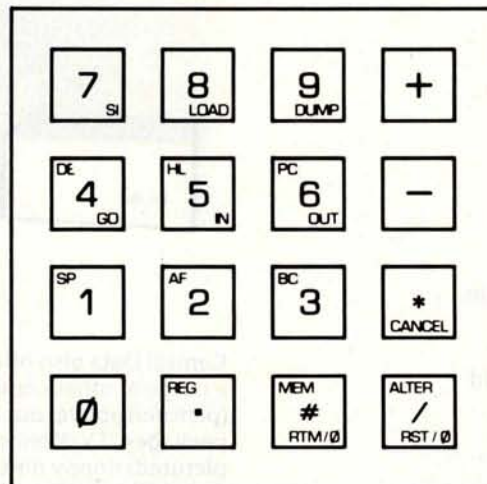 7 8 9 +
SI LOAD DUMP
DE HL PC
4 5 6 -
GO IN OUT
SP AF BC
1 2 3 *
CANCEL
REG MEM ALTER
Ø . # /
RTM/Ø RST/Ø